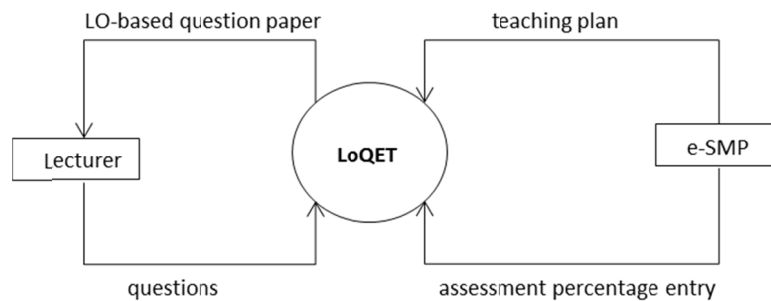 LO-based question paper
teaching plan
Lecturer
LoQET
e-SMP
questions
assessment percentage entry